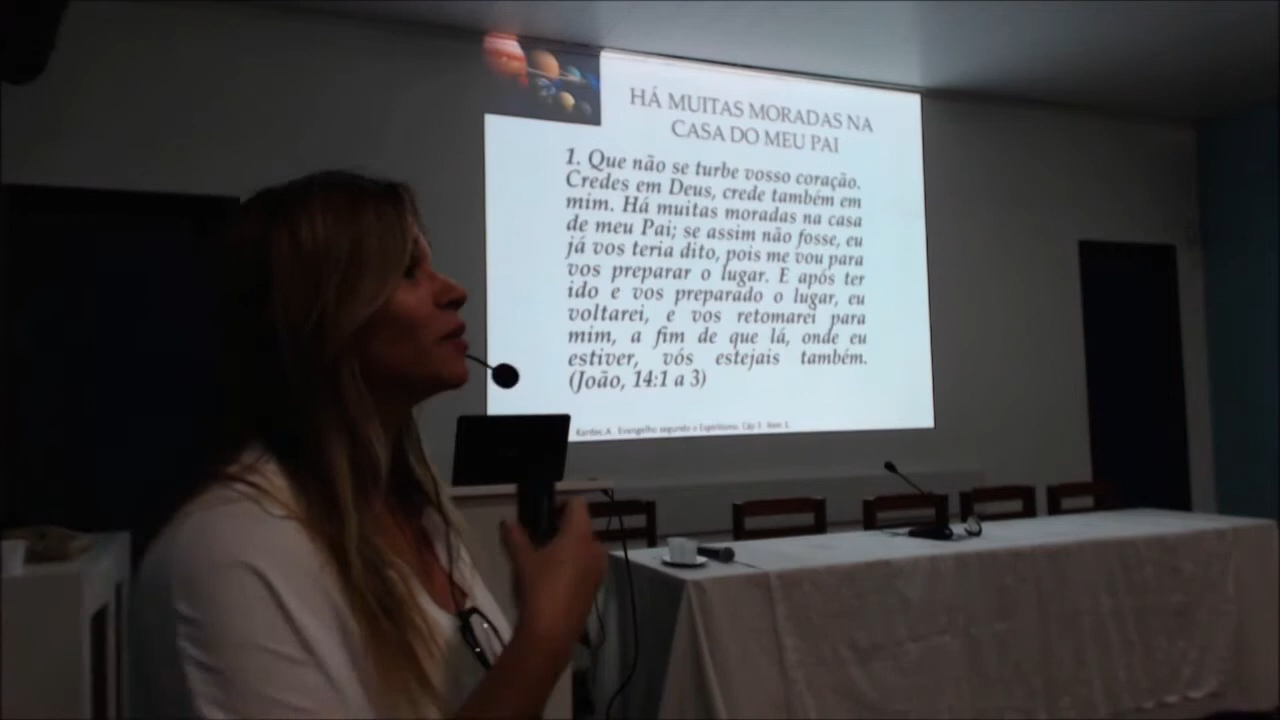 HÁ MUITAS MORADAS NA
CASA DO MEU PAI
1. Que não se turbe vosso coração.
Credes em Deus, crede também em
mim. Há muitas moradas na casa
de meu Pai; se assim não fosse, eu
já vos teria dito, pois me vou para
vos preparar o lugar. E após ter
ido e vos preparado o lugar, eu
voltarei, e vos retomarei para
mim, a fim de que lá, onde eu
estiver, vós estejais também.
(João, 14:1 a 3)
Kardec, A. Evangelho segundo o Espiritismo. Cap 3. Item 1.